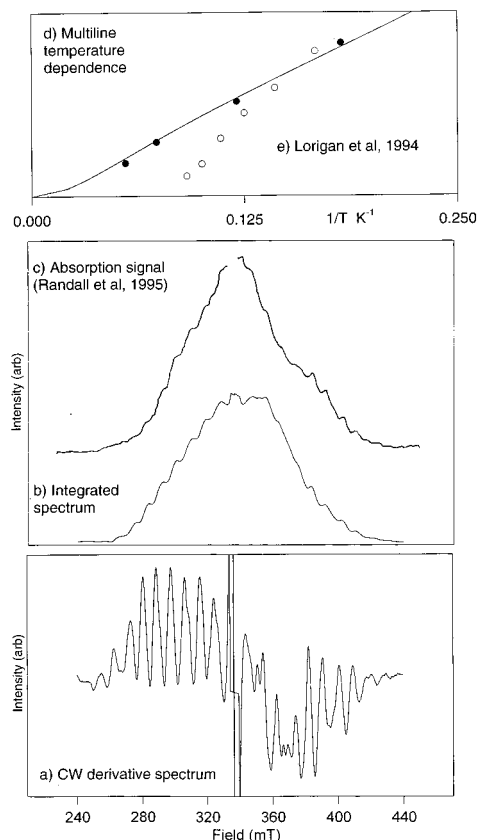 d) Multiline
temperature
dependence
e) Lorigan et al, 1994
0.000
0.125
1/T K-1
0.250
c) Absorption signal
(Randall et al, 1995)
Intensity (arb)
b) Integrated
spectrum
Intensity (arb)
a) CW derivative spectrum
240
280
320
360
400
440
Field (mT)